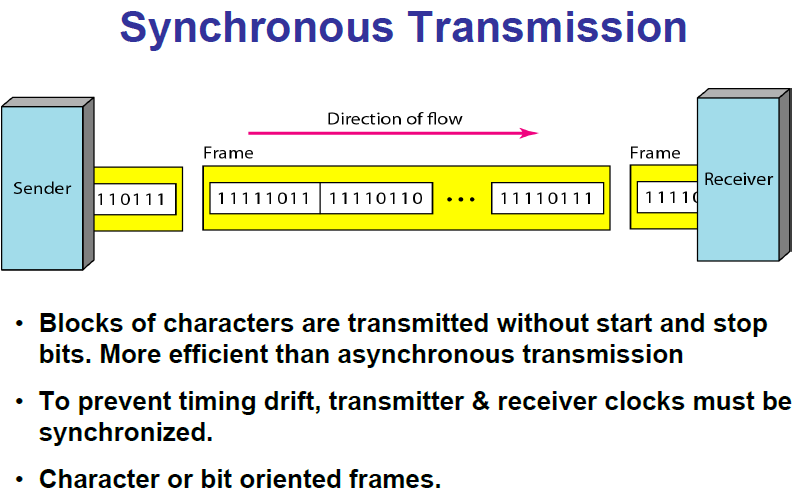 Synchronous Transmission
Direction of flow
Frame
Frame
Sender
110111
11111011 11110110 ... 11110111
11110
Receiver
• Blocks of characters are transmitted without start and stop
bits. More efficient than asynchronous transmission
• To prevent timing drift, transmitter & receiver clocks must be
synchronized.
• Character or bit oriented frames.